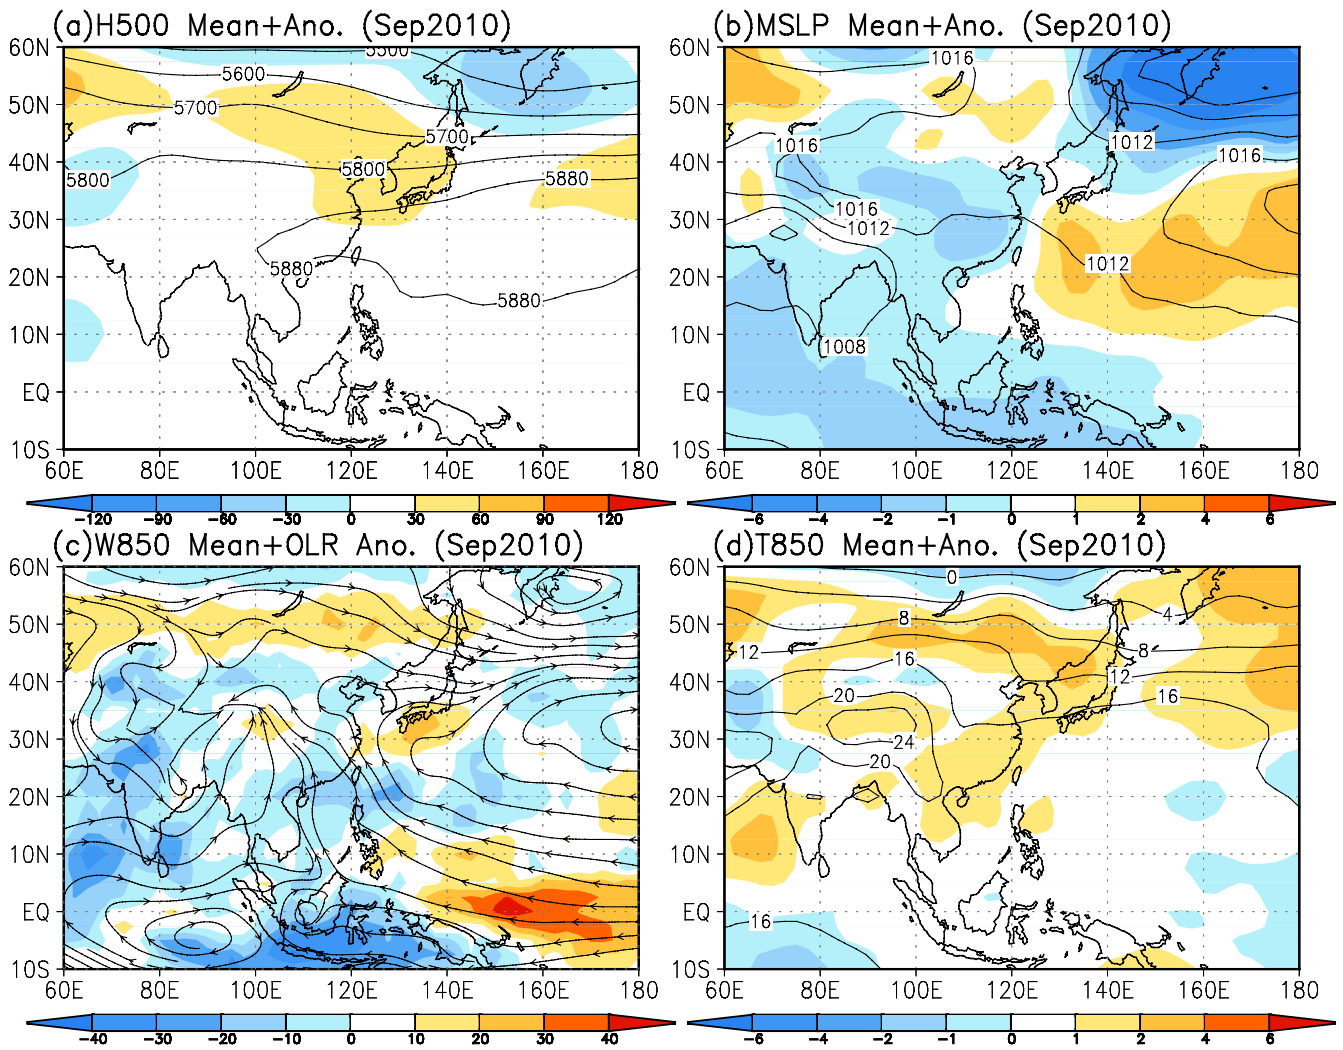 (a)H500 Mean+Ano. (Sep2010)
60N
50N
40N
30N
20N
10N
EQ
10S
5500
5600
5700
5700
5800
5800
5880
5880
5880
60E 80E 100E 120E 140E 160E 180
-120 -90 -60 -30 0 30 60 90 120
(b)MSLP Mean+Ano. (Sep2010)
60N
50N
40N
30N
20N
10N
EQ
10S
1016
1012
1016
1016
1016
1012
1012
1008
60E 80E 100E 120E 140E 160E 180
-6 -4 -2 -1 0 1 2 4 6
(c)W850 Mean+OLR Ano. (Sep2010)
60N
50N
40N
30N
20N
10N
EQ
10S
60E 80E 100E 120E 140E 160E 180
-40 -30 -20 -10 0 10 20 30 40
(d)T850 Mean+Ano. (Sep2010)
60N
50N
40N
30N
20N
10N
EQ
10S
0
4
8
8
12
16
12
20
16
24
20
16
60E 80E 100E 120E 140E 160E 180
-6 -4 -2 -1 0 1 2 4 6